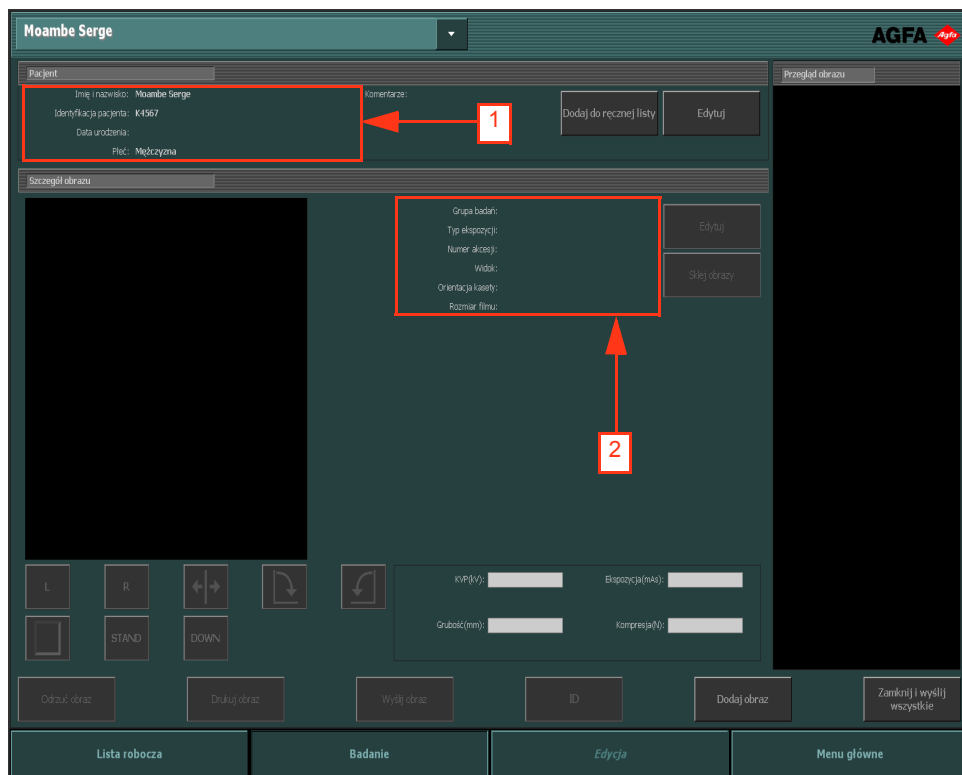 Moambe Serge
AGFA Agfa
Pacjent
Imię i nazwisko: Moambe Serge
Identyfikacja pacjenta: K4567
Data urodzenia:
Płeć: Mężczyzna
Komentarze:
1
Dodaj do ręcznej listy
Edytuj
Przegląd obrazu
Szczegół obrazu
Grupa badań:
Typ ekspozycji:
Numer akcesji:
Widok:
Orientacja kasety:
Rozmiar filmu:
Edytuj
Sklej obrazy
2
L
R
STAND
DOWN
KVP(kV):
Ekspozycja(mAs):
Grubość(mm):
Kompresja(N):
Odrzuć obraz
Drukuj obraz
Wyślij obraz
ID
Dodaj obraz
Zamknij i wyślij
wszystkie
Lista robocza
Badanie
Edycja
Menu główne